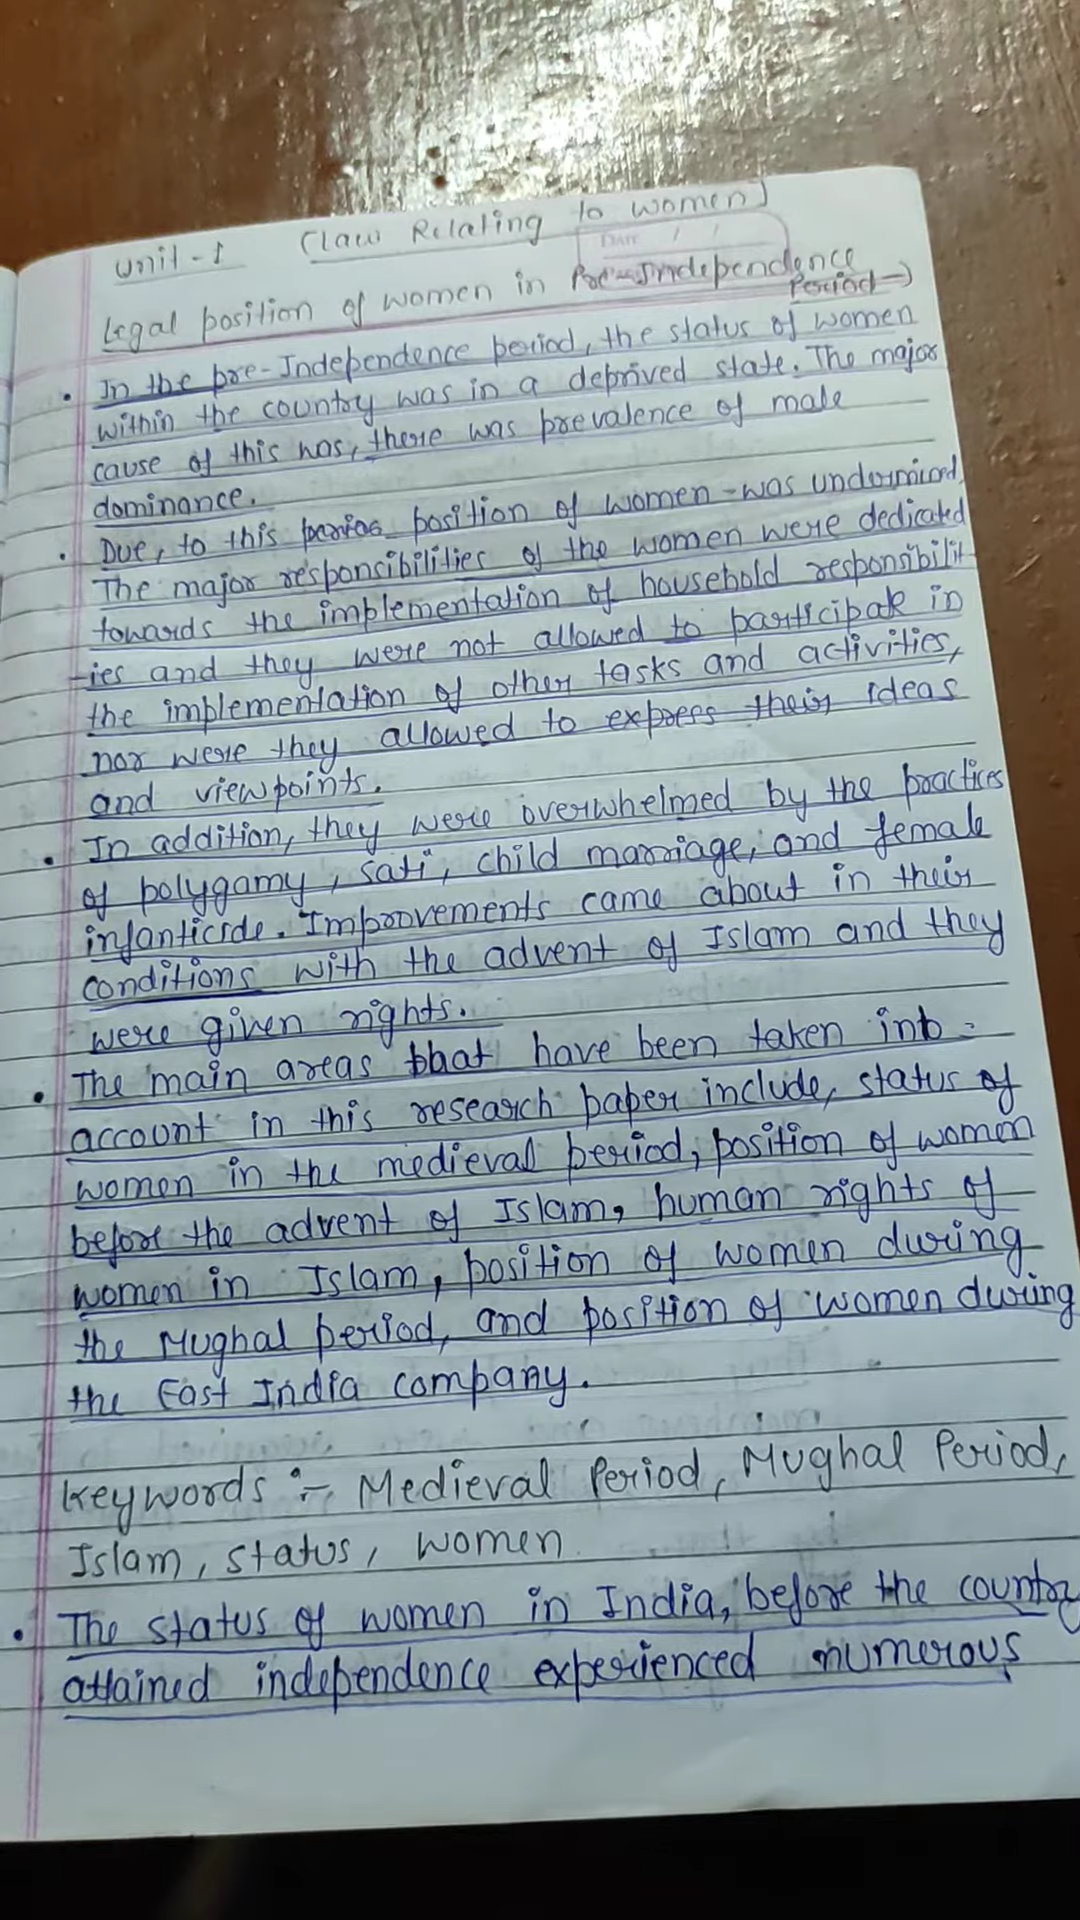 Unit-1 (Law Relating to women)
DATE / /
Legal position of women in Pre-Independence
Period→)
• In the pre-Independence period, the status of women
within the country was in a deprived state. The major
cause of this was, there was prevalence of male
dominance.
• Due, to this position of women-was undermined
The major responsibilities of the women were dedicated
towards the implementation of household responsibilit-
-ies and they were not allowed to participate in
the implementation of other tasks and activities,
nor were they allowed to express their ideas
and viewpoints.
• In addition, they were overwhelmed by the practices
of polygamy, sati, child marriage, and female
infanticide. Improovements came about in their
conditions with the advent of Islam and they
were given rights.
• The main areas that have been taken into -
account in this research paper include, status of
women in the medieval period, position of women
before the advent of Islam, human rights of
women in Islam, position of women during
the Mughal period, and position of women during
the East India company.
Keywords :- Medieval Period, Mughal Period,
Islam, status, women
• The status of women in India, before the country
attained independence experienced numerous